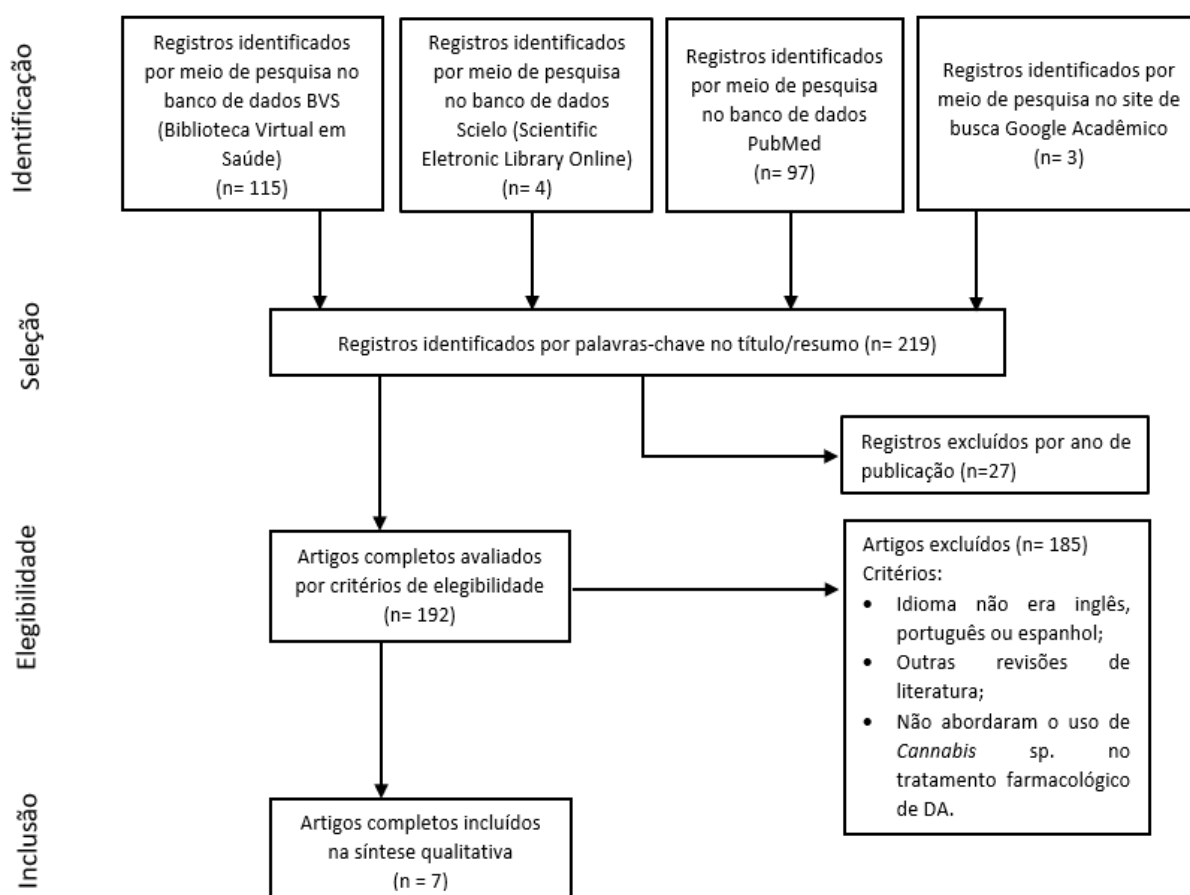 Identificação
Registros identificados
por meio de pesquisa no
banco de dados BVS
(Biblioteca Virtual em
Saúde)
(n= 115)
Registros identificados
por meio de pesquisa
no banco de dados
Scielo (Scientific
Eletronic Library Online)
(n= 4)
Registros identificados
por meio de pesquisa
no banco de dados
PubMed
(n= 97)
Registros identificados por
meio de pesquisa no site de
busca Google Acadêmico
(n= 3)
Seleção
Registros identificados por palavras-chave no título/resumo (n= 219)
Registros excluídos por ano de
publicação (n=27)
Elegibilidade
Artigos completos avaliados
por critérios de elegibilidade
(n= 192)
Artigos excluídos (n= 185)
Critérios:
• Idioma não era inglês,
português ou espanhol;
• Outras revisões de
literatura;
• Não abordaram o uso de
Cannabis sp. no
tratamento farmacológico
de DA.
Inclusão
Artigos completos incluídos
na síntese qualitativa
(n = 7)